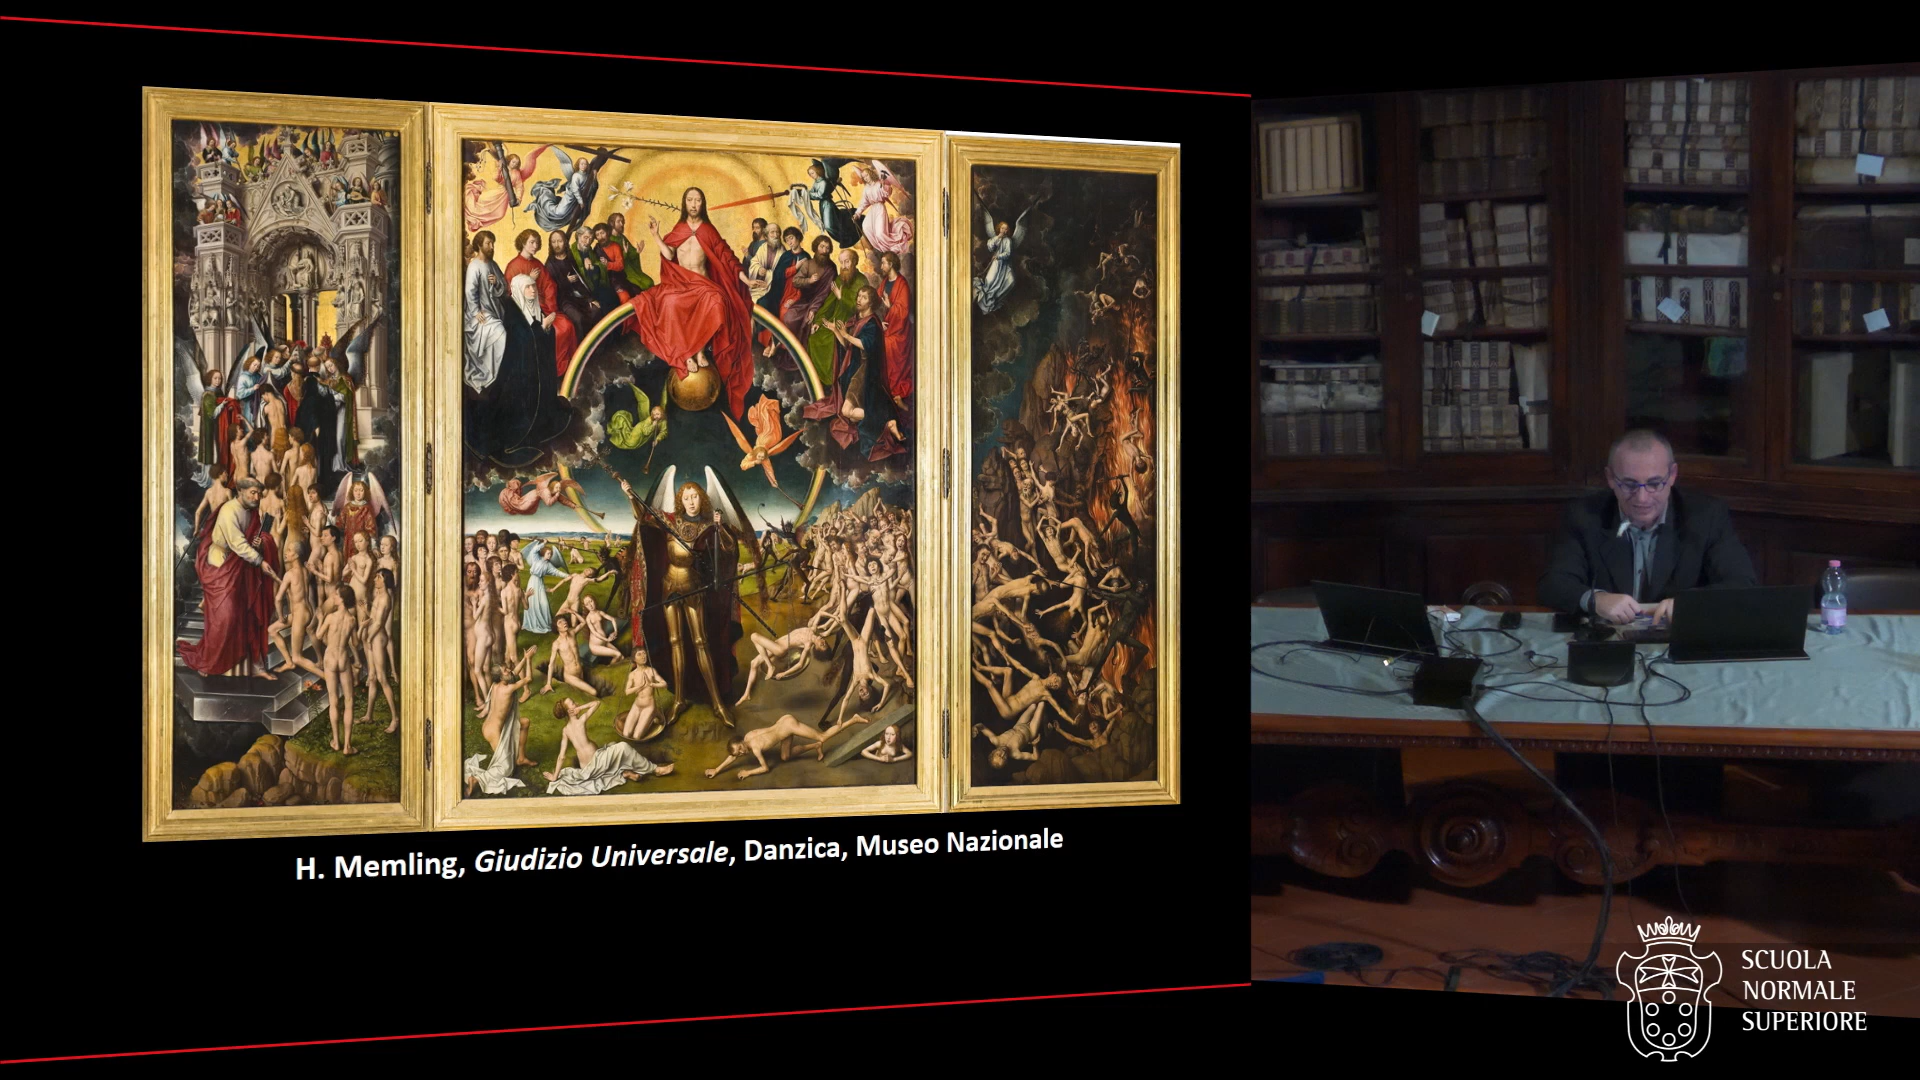 H. Memling, Giudizio Universale, Danzica, Museo Nazionale
SCUOLA
NORMALE
SUPERIORE